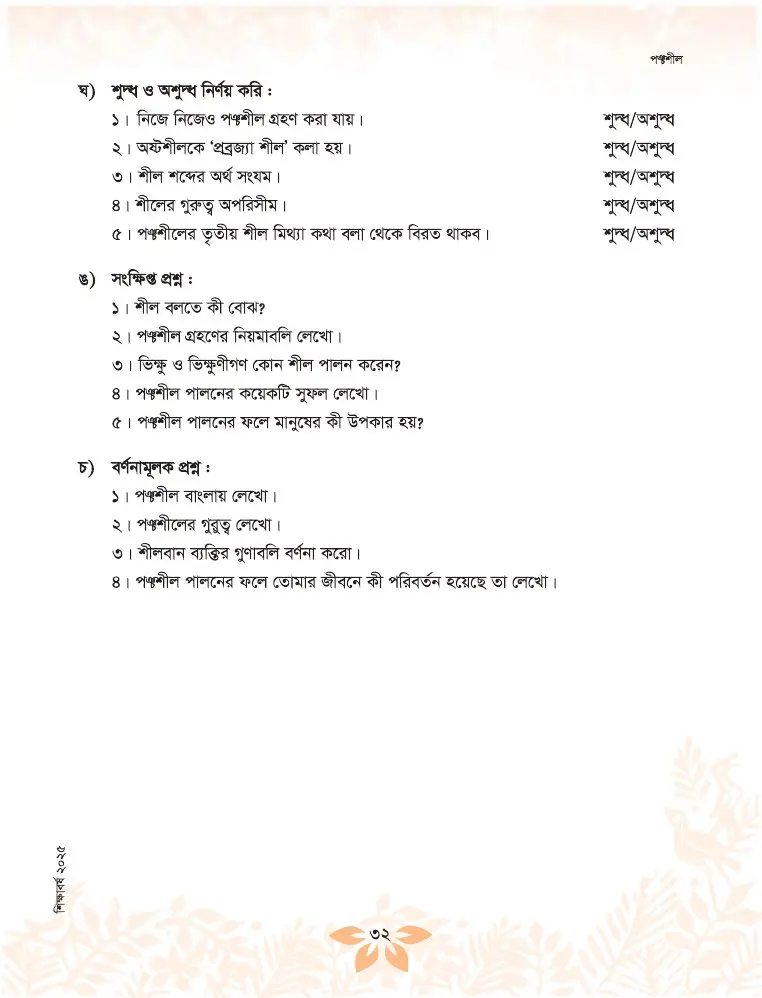 পঞ্চশীল
ঘ) শুদ্ধ ও অশুদ্ধ নির্ণয় করি :
১। নিজে নিজেও পঞ্চশীল গ্রহণ করা যায়। শুদ্ধ/অশুদ্ধ
২। অষ্টশীলকে ‘প্রব্রজ্যা শীল’ কলা হয়। শুদ্ধ/অশুদ্ধ
৩। শীল শব্দের অর্থ সংযম। শুদ্ধ/অশুদ্ধ
৪। শীলের গুরুত্ব অপরিসীম। শুদ্ধ/অশুদ্ধ
৫। পঞ্চশীলের তৃতীয় শীল মিথ্যা কথা বলা থেকে বিরত থাকব। শুদ্ধ/অশুদ্ধ
ঙ) সংক্ষিপ্ত প্রশ্ন :
১। শীল বলতে কী বোঝ?
২। পঞ্চশীল গ্রহণের নিয়মাবলি লেখো।
৩। ভিক্ষু ও ভিক্ষুণীগণ কোন শীল পালন করেন?
৪। পঞ্চশীল পালনের কয়েকটি সুফল লেখো।
৫। পঞ্চশীল পালনের ফলে মানুষের কী উপকার হয়?
চ) বর্ণনামূলক প্রশ্ন :
১। পঞ্চশীল বাংলায় লেখো।
২। পঞ্চশীলের গুরুত্ব লেখো।
৩। শীলবান ব্যক্তির গুণাবলি বর্ণনা করো।
৪। পঞ্চশীল পালনের ফলে তোমার জীবনে কী পরিবর্তন হয়েছে তা লেখো।
শিক্ষাবর্ষ ২০২৫
৩২